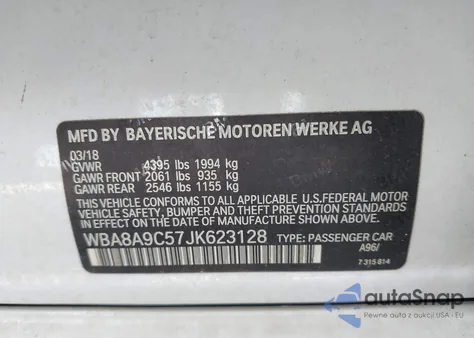 MFD BY BAYERISCHE MOTOREN WERKE AG
03/18
GVWR 4395 lbs 1994 kg
GAWR FRONT 2061 lbs 935 kg
GAWR REAR 2546 lbs 1155 kg
THIS VEHICLE CONFORMS TO ALL APPLICABLE U.S.FEDERAL MOTOR
VEHICLE SAFETY, BUMPER, AND THEFT PREVENTION STANDARDS
IN EFFECT ON THE DATE OF MANUFACTURE SHOWN ABOVE.
WBA8A9C57JK623128 TYPE: PASSENGER CAR
A96/
7 315 814
autoSnap
Pewne auto z aukcji USA i EU